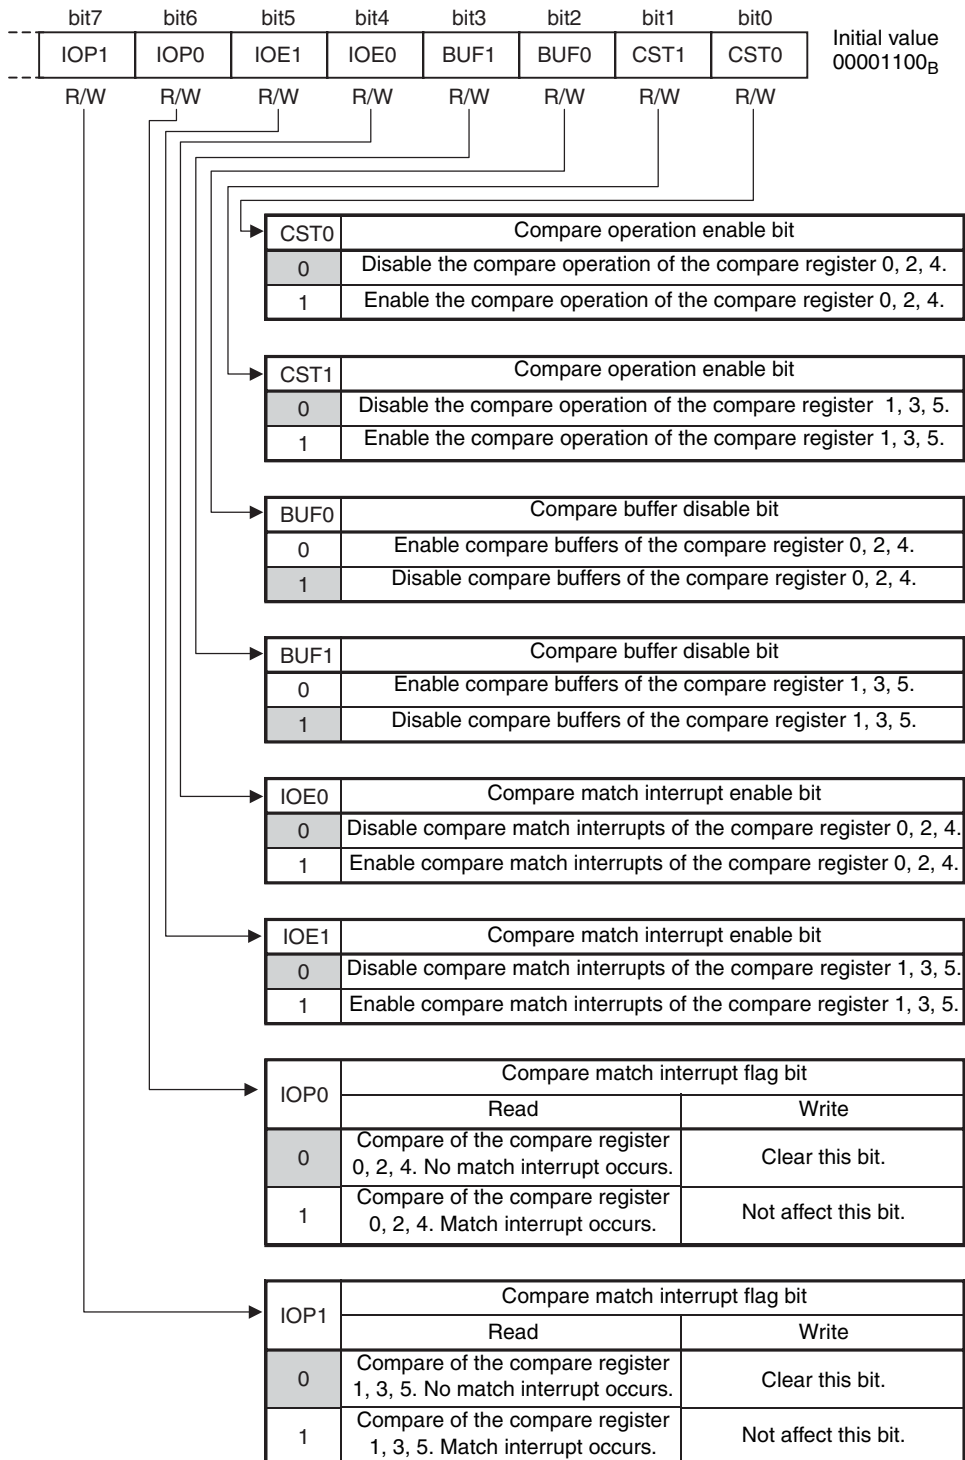 bit7 bit6 bit5 bit4 bit3 bit2 bit1 bit0
IOP1 IOP0 IOE1 IOE0 BUF1 BUF0 CST1 CST0
Initial value
00001100B
R/W R/W R/W R/W R/W R/W R/W R/W
CST0 Compare operation enable bit
0 Disable the compare operation of the compare register 0, 2, 4.
1 Enable the compare operation of the compare register 0, 2, 4.
CST1 Compare operation enable bit
0 Disable the compare operation of the compare register 1, 3, 5.
1 Enable the compare operation of the compare register 1, 3, 5.
BUF0 Compare buffer disable bit
0 Enable compare buffers of the compare register 0, 2, 4.
1 Disable compare buffers of the compare register 0, 2, 4.
BUF1 Compare buffer disable bit
0 Enable compare buffers of the compare register 1, 3, 5.
1 Disable compare buffers of the compare register 1, 3, 5.
IOE0 Compare match interrupt enable bit
0 Disable compare match interrupts of the compare register 0, 2, 4.
1 Enable compare match interrupts of the compare register 0, 2, 4.
IOE1 Compare match interrupt enable bit
0 Disable compare match interrupts of the compare register 1, 3, 5.
1 Enable compare match interrupts of the compare register 1, 3, 5.
IOP0 Compare match interrupt flag bit
Read Write
0 Compare of the compare register
0, 2, 4. No match interrupt occurs. Clear this bit.
1 Compare of the compare register
0, 2, 4. Match interrupt occurs. Not affect this bit.
IOP1 Compare match interrupt flag bit
Read Write
0 Compare of the compare register
1, 3, 5. No match interrupt occurs. Clear this bit.
1 Compare of the compare register
1, 3, 5. Match interrupt occurs. Not affect this bit.